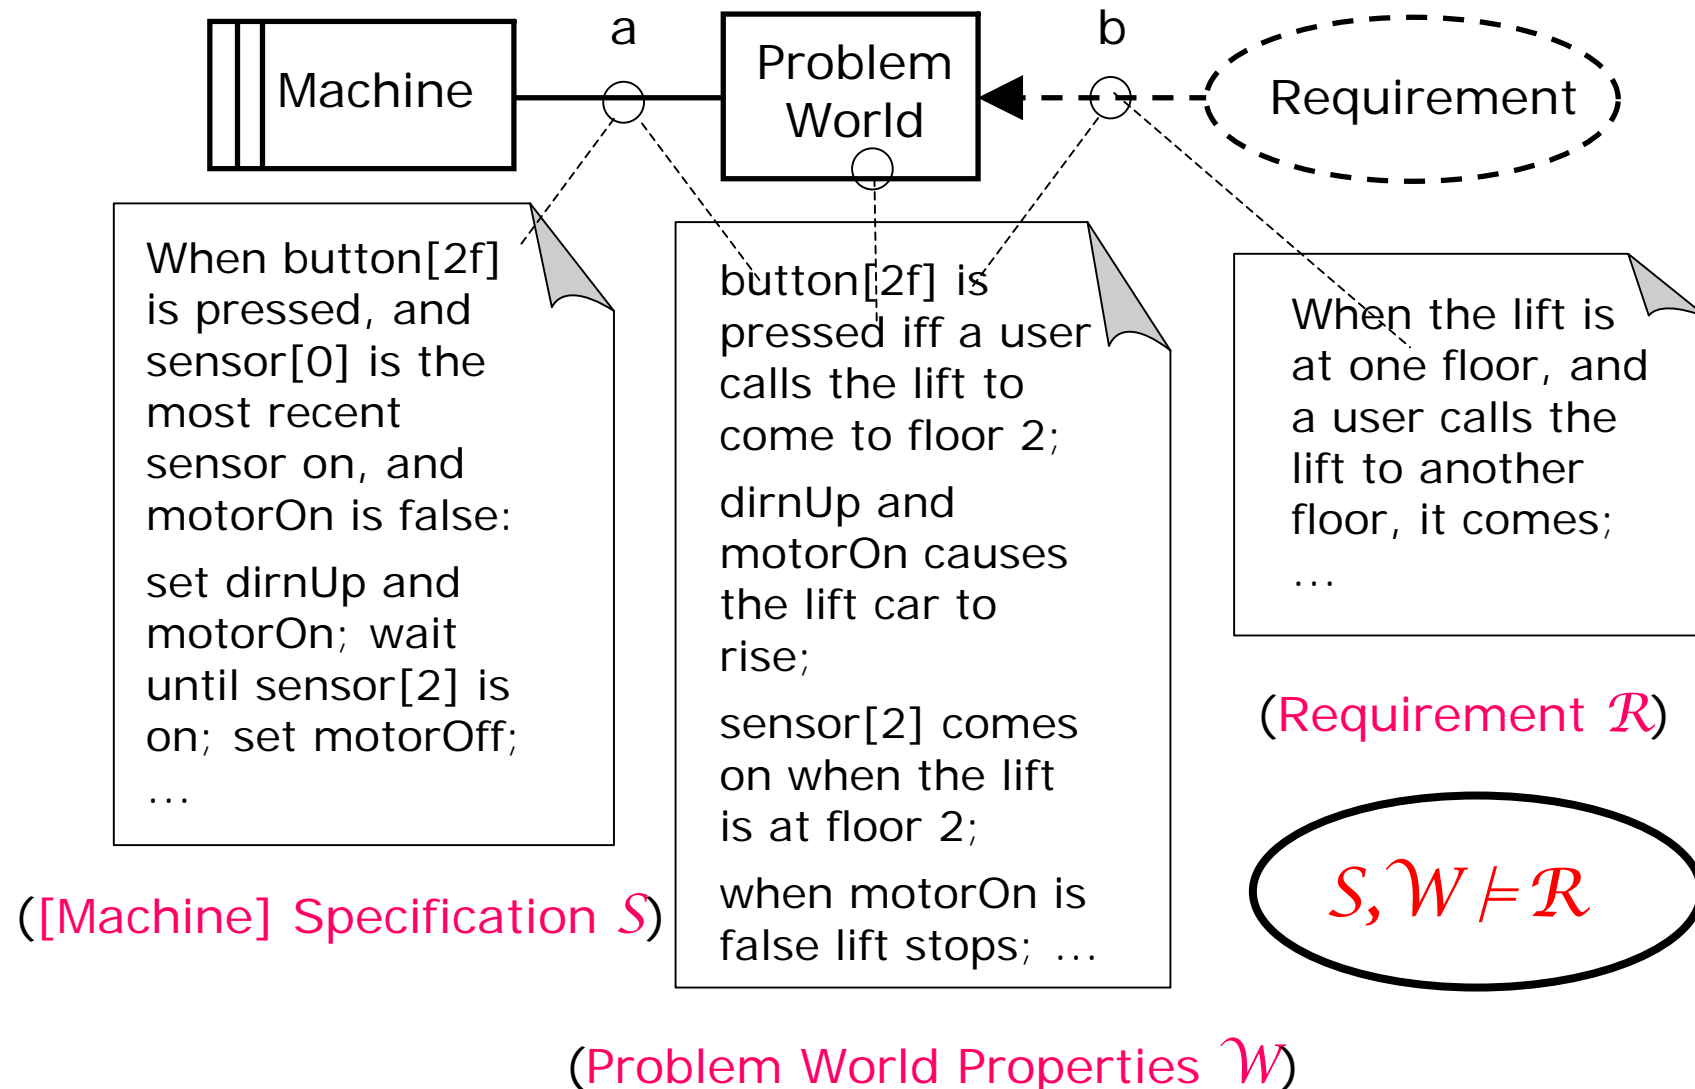 a
b
Machine
Problem
World
Requirement
When button[2f]
is pressed, and
sensor[0] is the
most recent
sensor on, and
motorOn is false:
set dirnUp and
motorOn; wait
until sensor[2] is
on; set motorOff;
...
([Machine] Specification S)
button[2f] is
pressed iff a user
calls the lift to
come to floor 2;
dirnUp and
motorOn causes
the lift car to
rise;
sensor[2] comes
on when the lift
is at floor 2;
when motorOn is
false lift stops; ...
(Problem World Properties W)
When the lift is
at one floor, and
a user calls the
lift to another
floor, it comes;
...
(Requirement R)
S, W ⊨ R